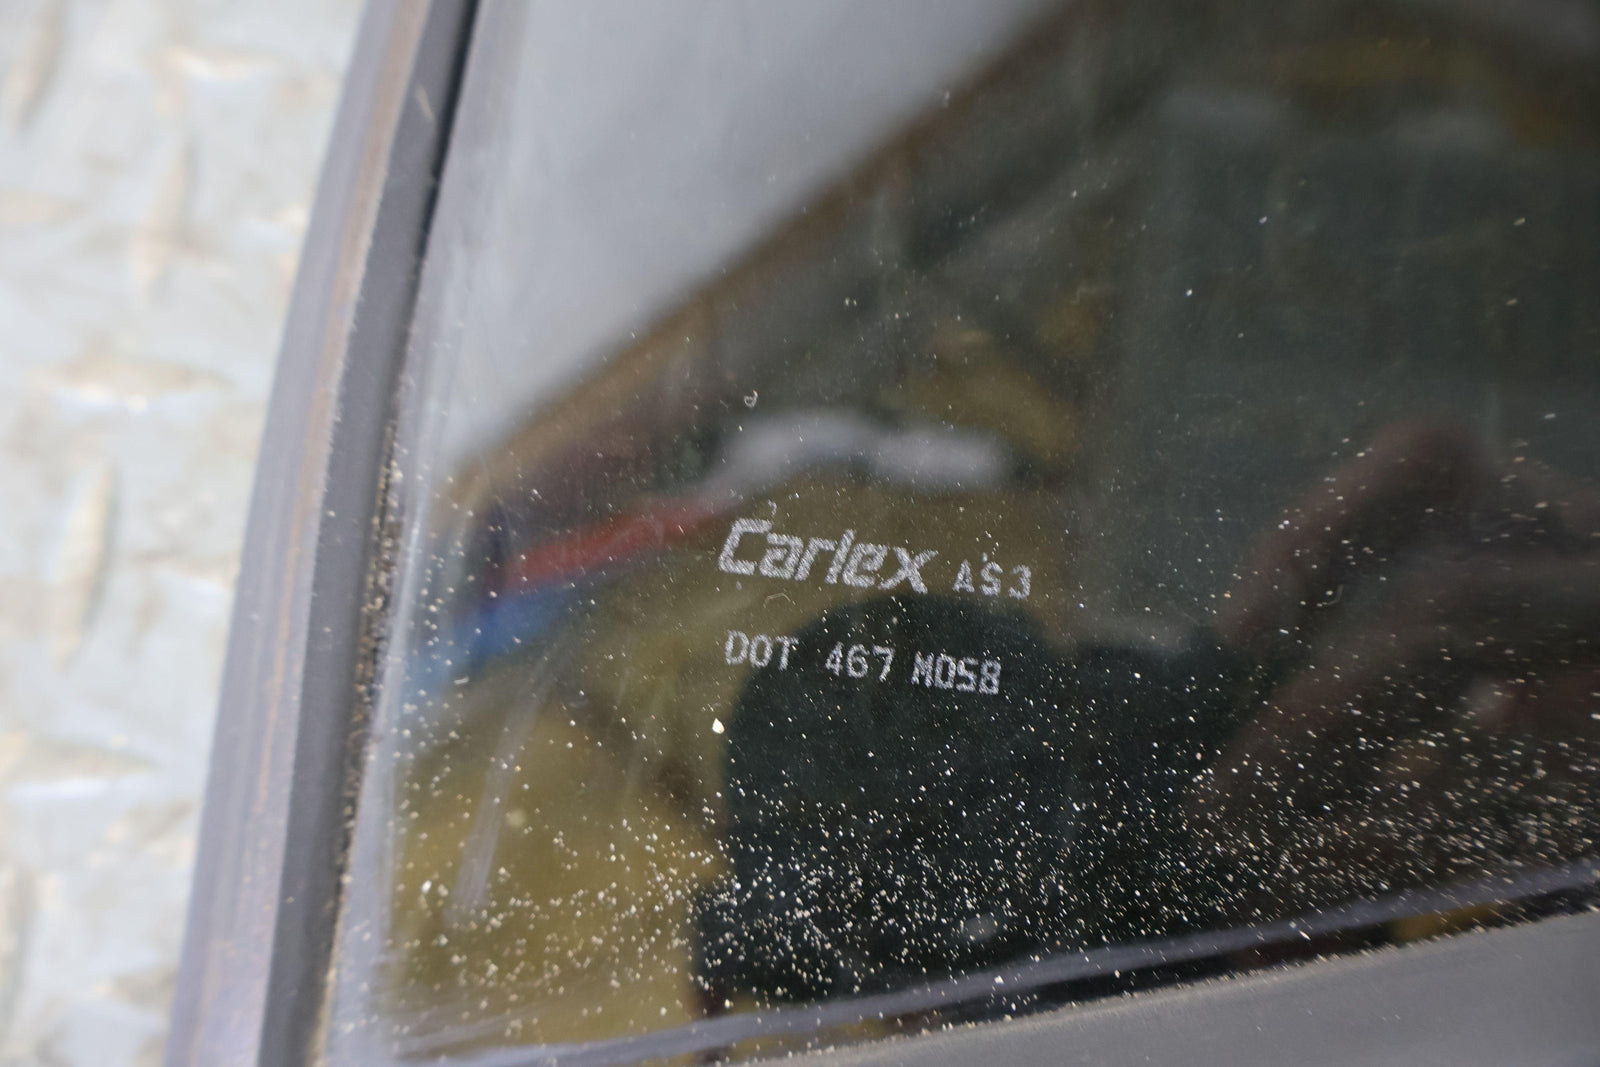 Carlex AS3
DOT 467 M058